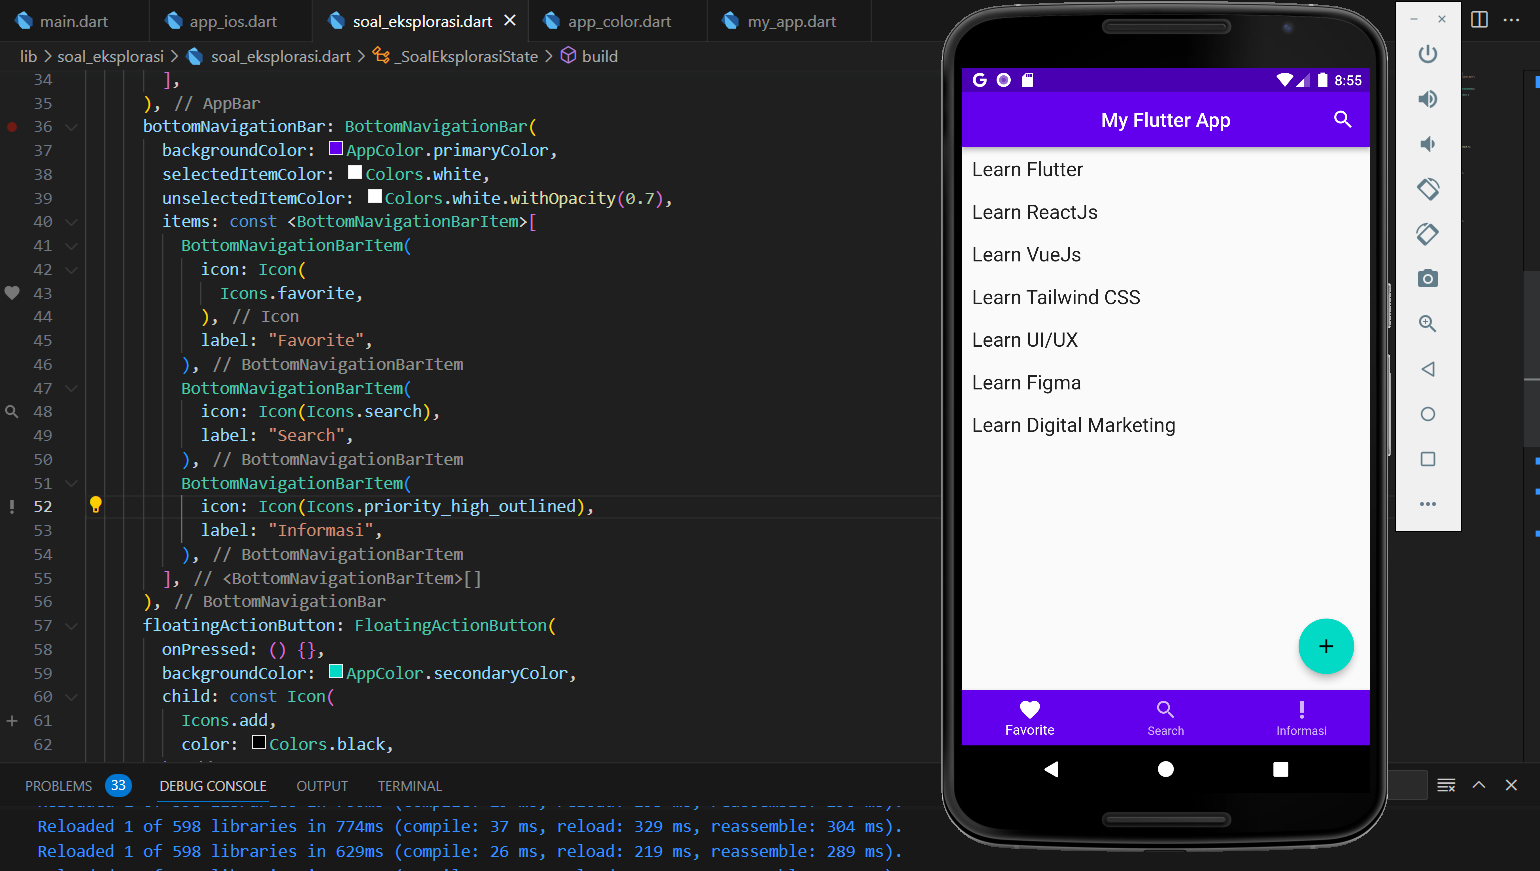 main.dart app_ios.dart soal_eksplorasi.dart app_color.dart my_app.dart
lib > soal_eksplorasi > soal_eksplorasi.dart > _SoalEksplorasiState > build
34 ],
35 ), // AppBar
36 bottomNavigationBar: BottomNavigationBar(
37 backgroundColor: AppColor.primaryColor,
38 selectedItemColor: Colors.white,
39 unselectedItemColor: Colors.white.withOpacity(0.7),
40 items: const <BottomNavigationBarItem>[
41 BottomNavigationBarItem(
42 icon: Icon(
43 Icons.favorite,
44 ), // Icon
45 label: "Favorite",
46 ), // BottomNavigationBarItem
47 BottomNavigationBarItem(
48 icon: Icon(Icons.search),
49 label: "Search",
50 ), // BottomNavigationBarItem
51 BottomNavigationBarItem(
52 icon: Icon(Icons.priority_high_outlined),
53 label: "Informasi",
54 ), // BottomNavigationBarItem
55 ], // <BottomNavigationBarItem>[]
56 ), // BottomNavigationBar
57 floatingActionButton: FloatingActionButton(
58 onPressed: () {},
59 backgroundColor: AppColor.secondaryColor,
60 child: const Icon(
61 Icons.add,
62 color: Colors.black,
PROBLEMS 33 DEBUG CONSOLE OUTPUT TERMINAL
Reloaded 1 of 598 libraries in 774ms (compile: 37 ms, reload: 329 ms, reassemble: 304 ms).
Reloaded 1 of 598 libraries in 629ms (compile: 26 ms, reload: 219 ms, reassemble: 289 ms).
8:55
My Flutter App
Learn Flutter
Learn ReactJs
Learn VueJs
Learn Tailwind CSS
Learn UI/UX
Learn Figma
Learn Digital Marketing
Favorite Search Informasi